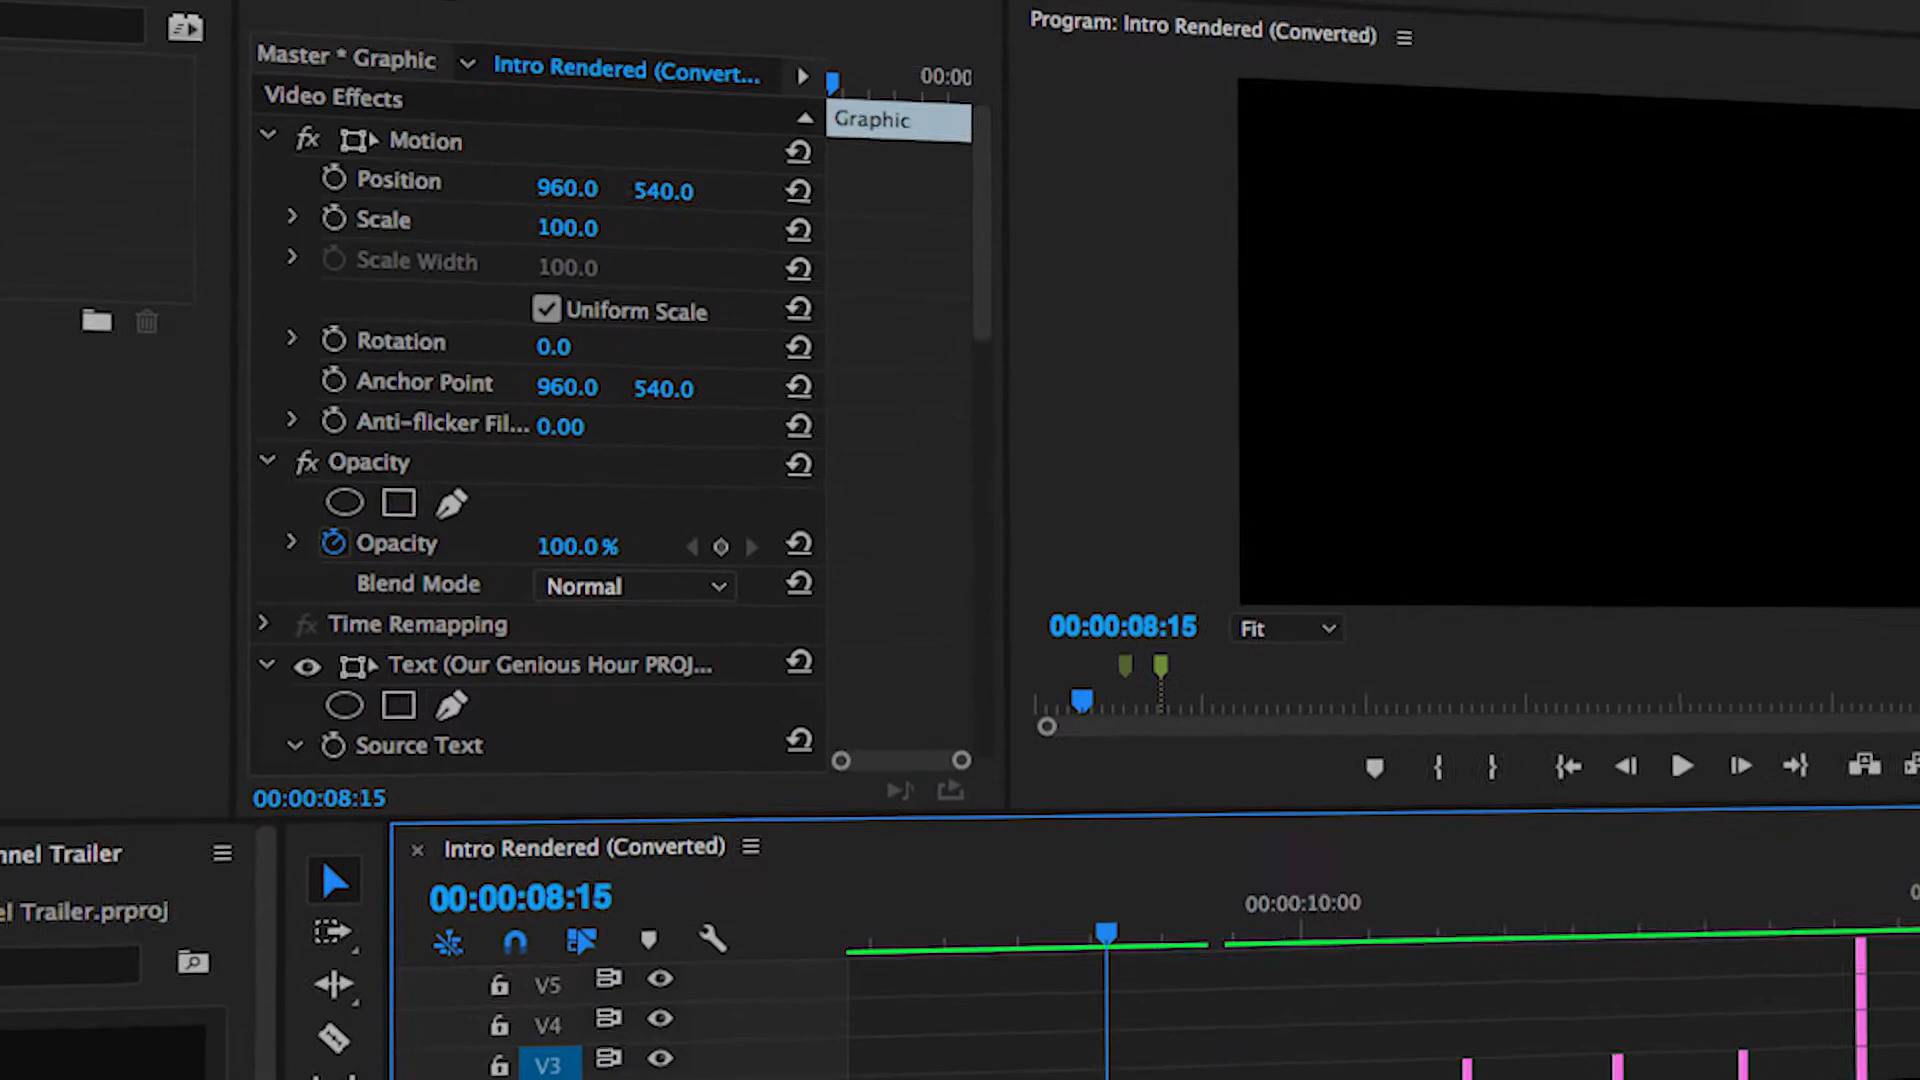 Program: Intro Rendered (Converted)
Master * Graphic
Intro Rendered (Convert...
00:00
Video Effects
Graphic
fx Motion
Position 960.0 540.0
Scale 100.0
Scale Width 100.0
Uniform Scale
Rotation 0.0
Anchor Point 960.0 540.0
Anti-flicker Fil... 0.00
fx Opacity
Opacity 100.0 %
Blend Mode Normal
fx Time Remapping
Text (Our Genious Hour PROJ...
Source Text
00:00:08:15
00:00:08:15 Fit
nnel Trailer
el Trailer.prproj
Intro Rendered (Converted)
00:00:08:15
00:00:10:00
V5
V4
V3